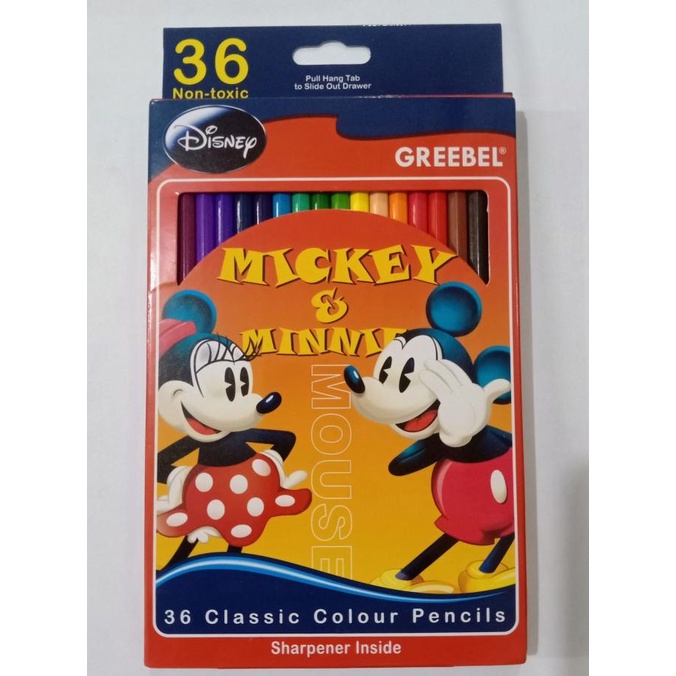 36
Non-toxic
Pull Hang Tab
to Slide Out Drawer
Disney
GREEBEL®
MICKEY
&
MINNIE
MOUSE
36 Classic Colour Pencils
Sharpener Inside